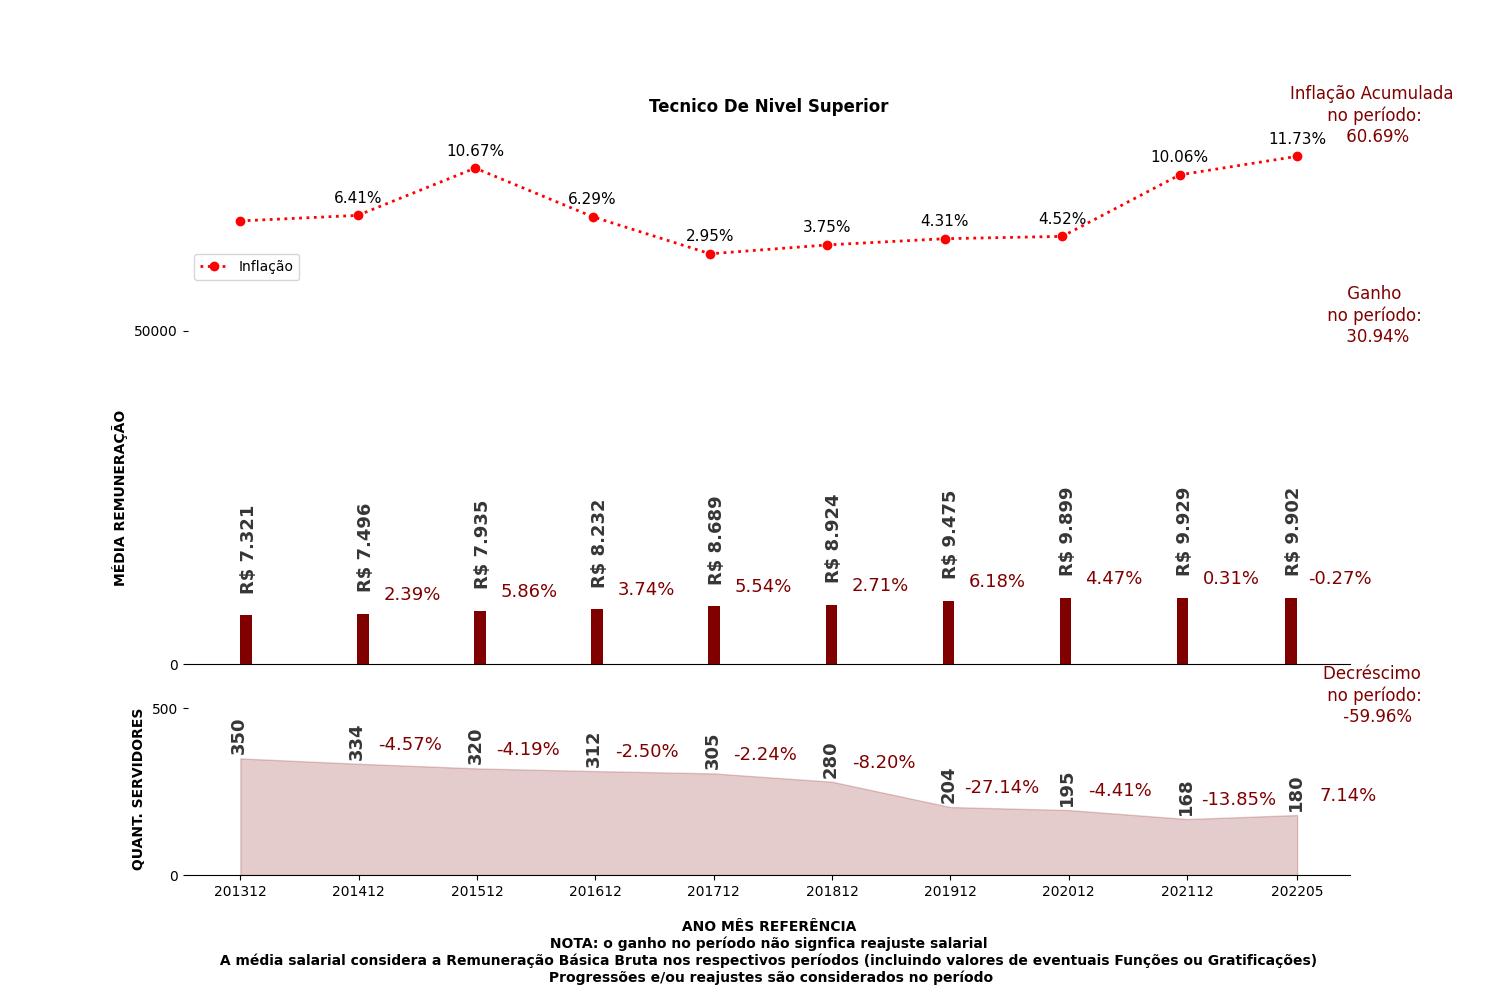 Tecnico De Nivel Superior
Inflação Acumulada
no período:
60.69%
6.41%
10.67%
6.29%
2.95%
3.75%
4.31%
4.52%
10.06%
11.73%
Inflação
Ganho
no período:
30.94%
50000
0
MÉDIA REMUNERAÇÃO
R$ 7.321
R$ 7.496
R$ 7.935
R$ 8.232
R$ 8.689
R$ 8.924
R$ 9.475
R$ 9.899
R$ 9.929
R$ 9.902
2.39%
5.86%
3.74%
5.54%
2.71%
6.18%
4.47%
0.31%
-0.27%
Decréscimo
no período:
-59.96%
500
0
QUANT. SERVIDORES
350
334
320
312
305
280
204
195
168
180
-4.57%
-4.19%
-2.50%
-2.24%
-8.20%
-27.14%
-4.41%
-13.85%
7.14%
201312
201412
201512
201612
201712
201812
201912
202012
202112
202205
ANO MÊS REFERÊNCIA
NOTA: o ganho no período não signfica reajuste salarial
A média salarial considera a Remuneração Básica Bruta nos respectivos períodos (incluindo valores de eventuais Funções ou Gratificações)
Progressões e/ou reajustes são considerados no período